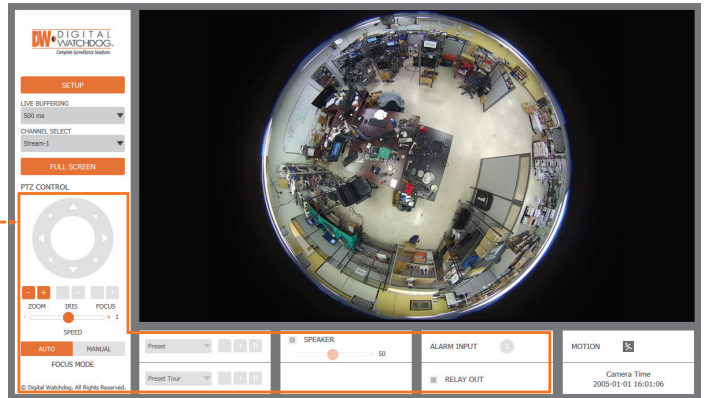 DW DIGITAL
WATCHDOG®
Complete Surveillance Solutions
SETUP
LIVE BUFFERING
500 ms
CHANNEL SELECT
Stream-1
FULL SCREEN
PTZ CONTROL
- + - + - +
ZOOM IRIS FOCUS
- + 1
SPEED
AUTO MANUAL
FOCUS MODE
© Digital Watchdog. All Rights Reserved.
Preset - + R
Preset Tour - + R
SPEAKER
- + 50
ALARM INPUT 1
RELAY OUT
MOTION
Camera Time
2005-01-01 16:01:06